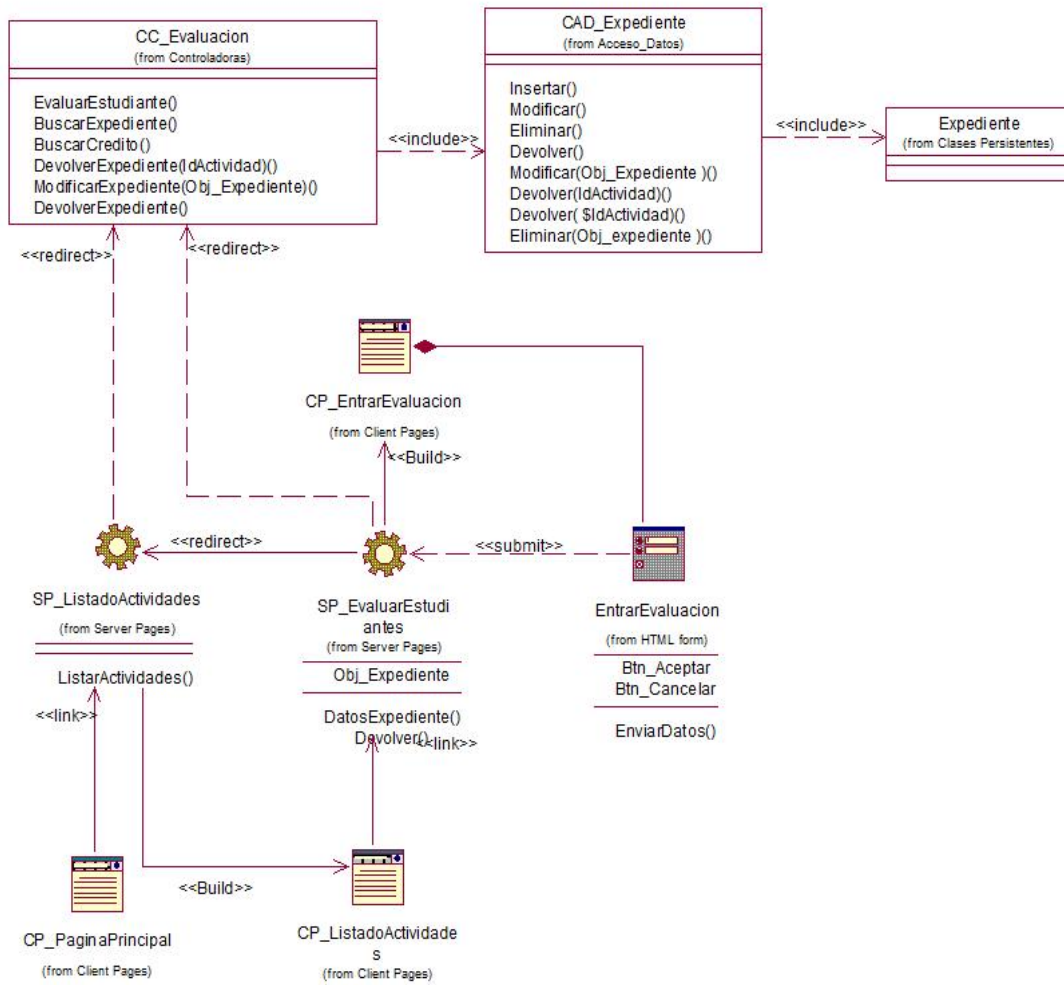 CC_Evaluacion
(from Controladoras)
EvaluarEstudiante()
BuscarExpediente()
BuscarCredito()
DevolverExpediente(IdActividad)()
ModificarExpediente(Obj_Expediente)()
DevolverExpediente()
<<include>>
CAD_Expediente
(from Acceso_Datos)
Insertar()
Modificar()
Eliminar()
Devolver()
Modificar(Obj_Expediente )()
Devolver(IdActividad)()
Devolver( $IdActividad)()
Eliminar(Obj_expediente )()
<<include>>
Expediente
(from Clases Persistentes)
<<redirect>>
<<redirect>>
CP_EntrarEvaluacion
(from Client Pages)
<<Build>>
<<redirect>>
<<submit>>
SP_ListadoActividades
(from Server Pages)
ListarActividades()
<<link>>
SP_EvaluarEstudi
antes
(from Server Pages)
Obj_Expediente
DatosExpediente()
Devolver()
<<link>>
EntrarEvaluacion
(from HTML form)
Btn_Aceptar
Btn_Cancelar
EnviarDatos()
<<Build>>
CP_PaginaPrincipal
(from Client Pages)
CP_ListadoActividade
s
(from Client Pages)